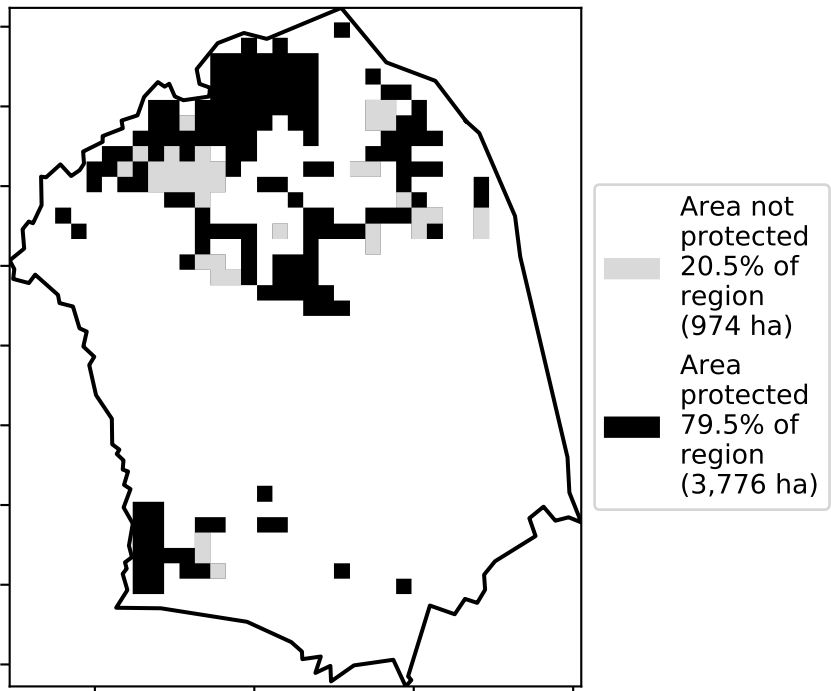 Area not
protected
20.5% of
region
(974 ha)
Area
protected
79.5% of
region
(3,776 ha)